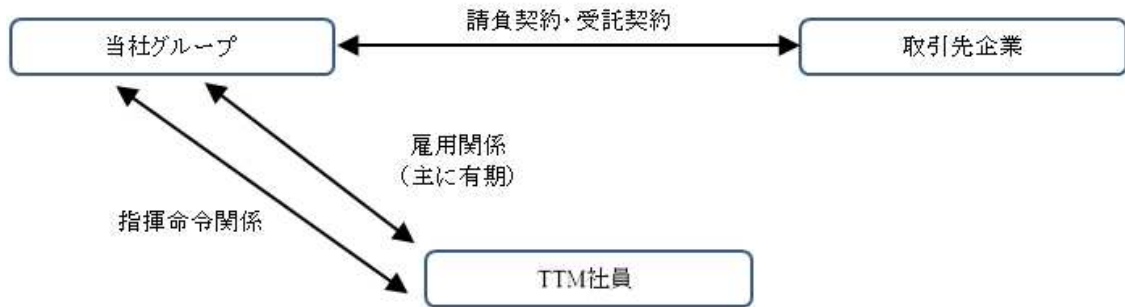 請負契約・受託契約
当社グループ
取引先企業
雇用関係
（主に有期）
指揮命令関係
TTM社員